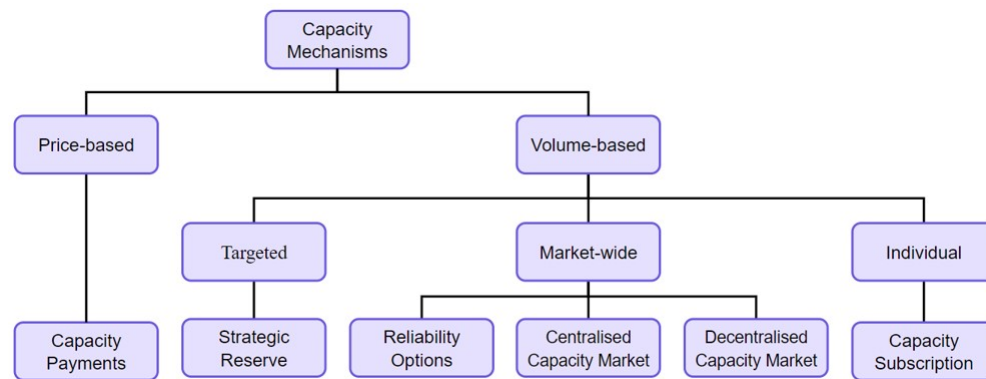 Capacity
Mechanisms
Price-based
Volume-based
Targeted
Market-wide
Individual
Capacity
Payments
Strategic
Reserve
Reliability
Options
Centralised
Capacity Market
Decentralised
Capacity Market
Capacity
Subscription